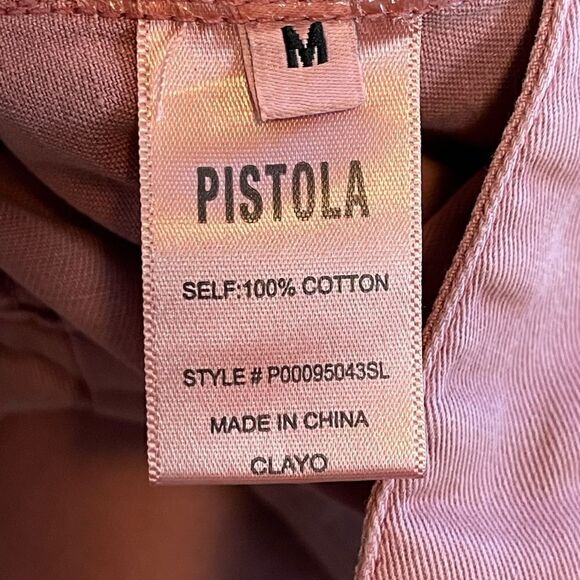 M
PISTOLA
SELF:100% COTTON
STYLE # P00095043SL
MADE IN CHINA
CLAYO